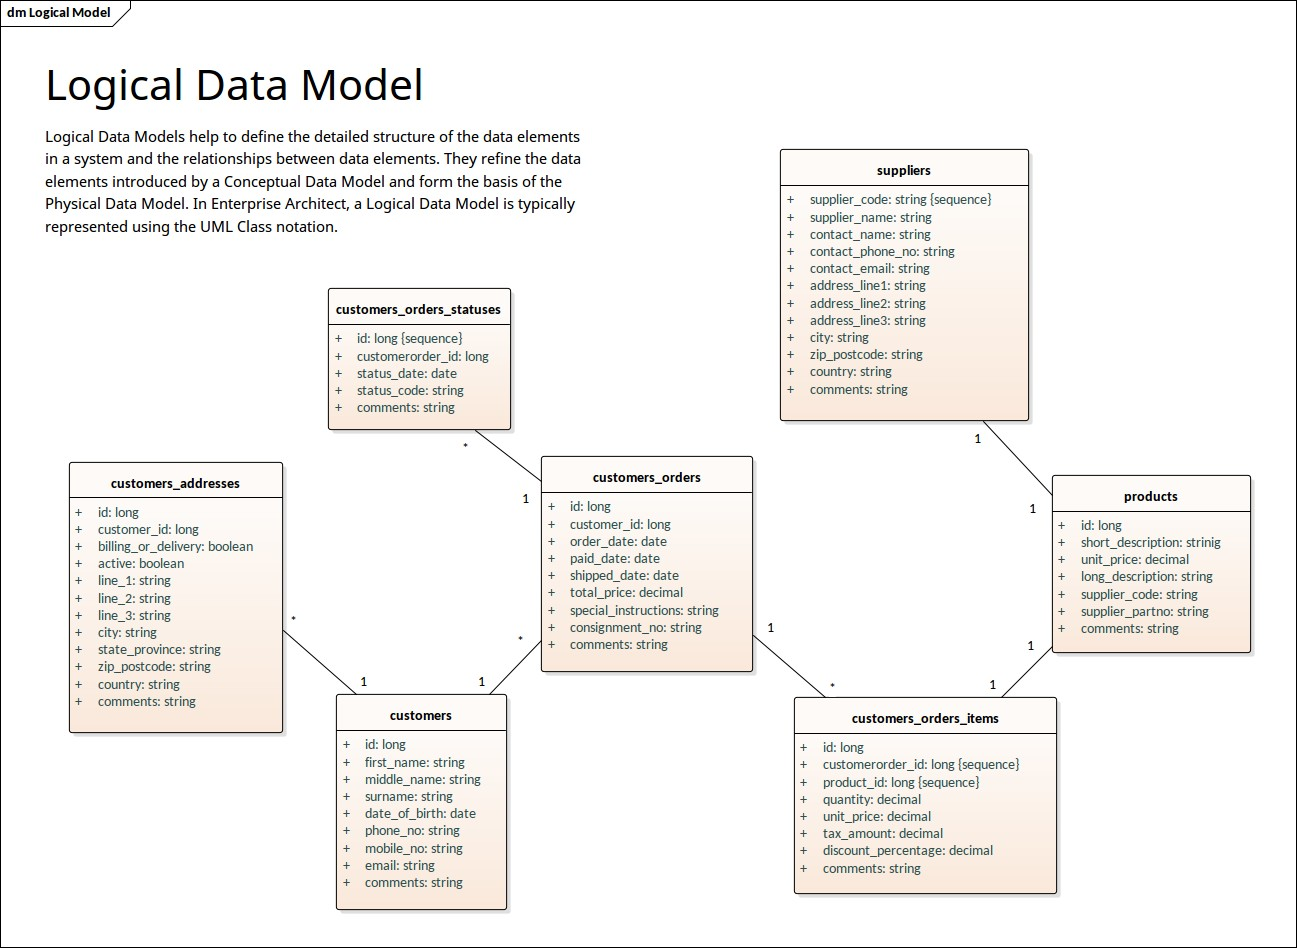 dm Logical Model
Logical Data Model
Logical Data Models help to define the detailed structure of the data elements
in a system and the relationships between data elements. They refine the data
elements introduced by a Conceptual Data Model and form the basis of the
Physical Data Model. In Enterprise Architect, a Logical Data Model is typically
represented using the UML Class notation.
suppliers
+ supplier_code: string {sequence}
+ supplier_name: string
+ contact_name: string
+ contact_phone_no: string
+ contact_email: string
+ address_line1: string
+ address_line2: string
+ address_line3: string
+ city: string
+ zip_postcode: string
+ country: string
+ comments: string
customers_orders_statuses
+ id: long {sequence}
+ customerorder_id: long
+ status_date: date
+ status_code: string
+ comments: string
*
1
1
1
customers_addresses
+ id: long
+ customer_id: long
+ billing_or_delivery: boolean
+ active: boolean
+ line_1: string
+ line_2: string
+ line_3: string
+ city: string
+ state_province: string
+ zip_postcode: string
+ country: string
+ comments: string
customers_orders
+ id: long
+ customer_id: long
+ order_date: date
+ paid_date: date
+ shipped_date: date
+ total_price: decimal
+ special_instructions: string
+ consignment_no: string
+ comments: string
products
+ id: long
+ short_description: strinig
+ unit_price: decimal
+ long_description: string
+ supplier_code: string
+ supplier_partno: string
+ comments: string
*
1
*
1
1
*
1
1
customers
+ id: long
+ first_name: string
+ middle_name: string
+ surname: string
+ date_of_birth: date
+ phone_no: string
+ mobile_no: string
+ email: string
+ comments: string
customers_orders_items
+ id: long
+ customerorder_id: long {sequence}
+ product_id: long {sequence}
+ quantity: decimal
+ unit_price: decimal
+ tax_amount: decimal
+ discount_percentage: decimal
+ comments: string